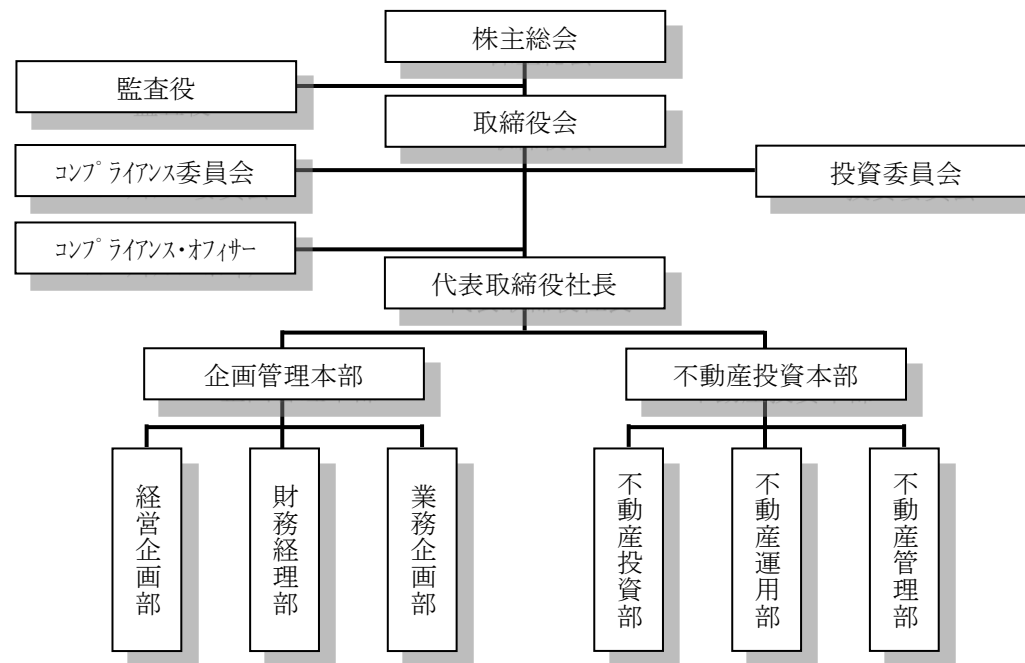 株主総会
監査役
取締役会
ｺﾝﾌﾟﾗｲｱﾝｽ委員会
投資委員会
ｺﾝﾌﾟﾗｲｱﾝｽ･ｵﾌｨｻｰ
代表取締役社長
企画管理本部
不動産投資本部
経営企画部
財務経理部
業務企画部
不動産投資部
不動産運用部
不動産管理部